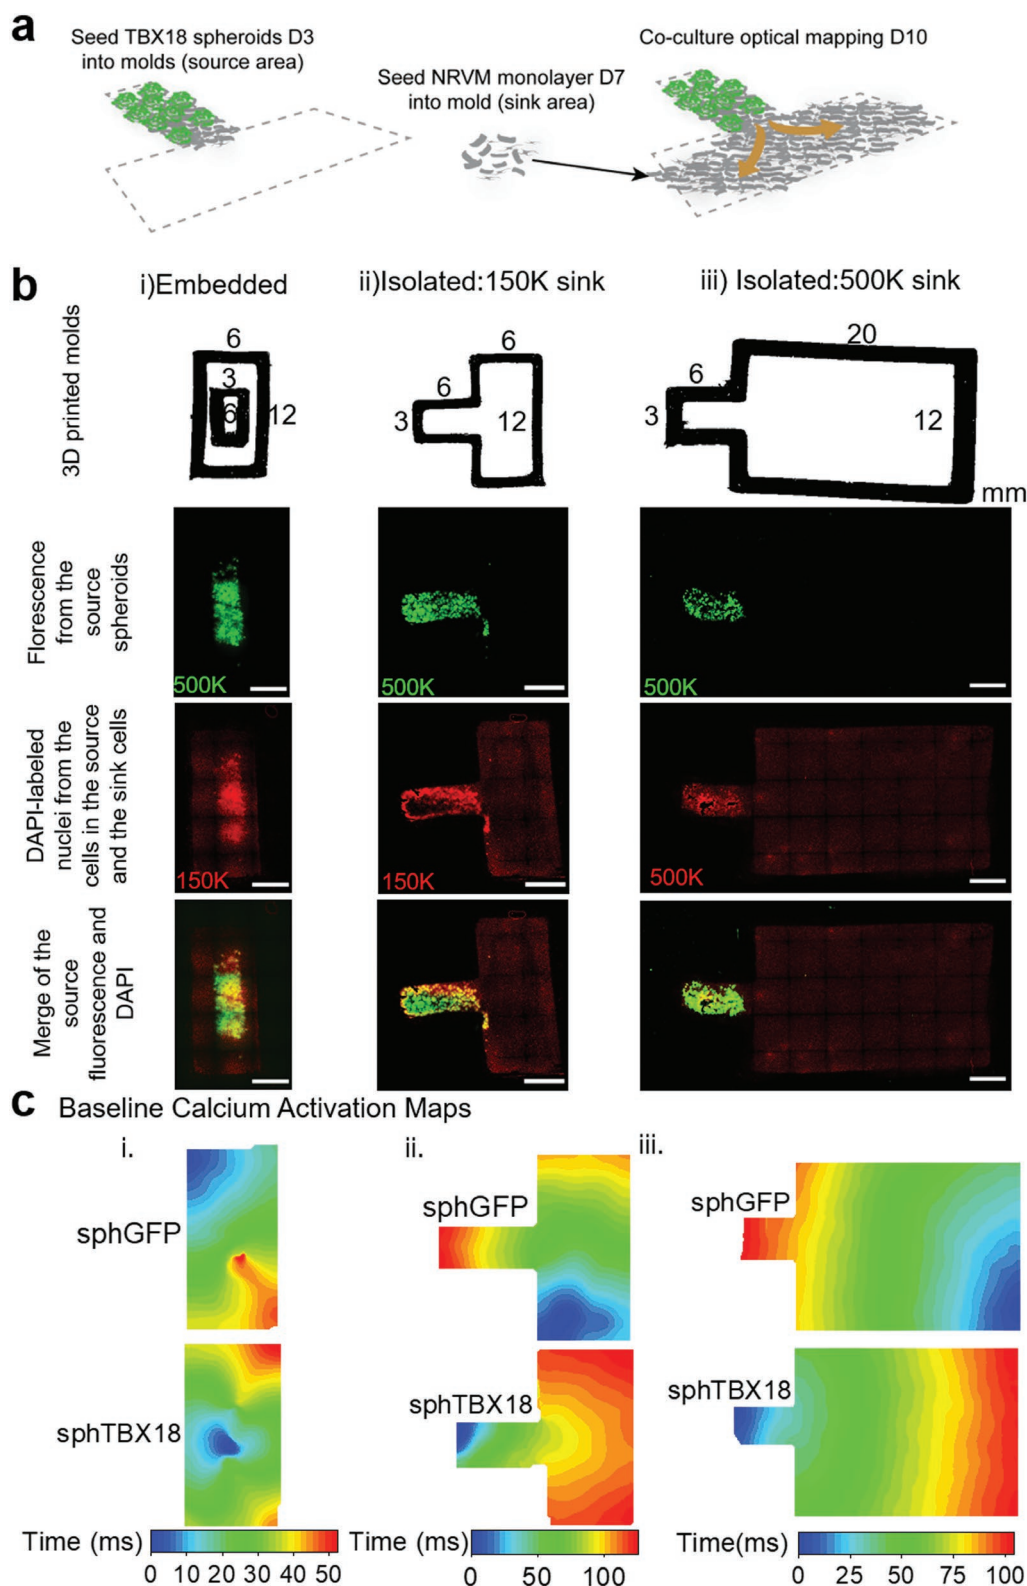 a
Seed TBX18 spheroids D3
into molds (source area)
Seed NRVM monolayer D7
into mold (sink area)
Co-culture optical mapping D10
b
i)Embedded
ii)Isolated:150K sink
iii) Isolated:500K sink
3D printed molds
6
3
6
12
6
6
3
12
20
6
3
12
mm
Florescence
from the
source
spheroids
500K
500K
500K
DAPI-labeled
nuclei from the
cells in the source
and the sink cells
150K
150K
500K
Merge of the
source
fluorescence and
DAPI
c Baseline Calcium Activation Maps
i.
ii.
iii.
sphGFP
sphGFP
sphGFP
sphTBX18
sphTBX18
sphTBX18
Time (ms)
0 10 20 30 40 50
Time (ms)
0 50 100
Time(ms)
0 25 50 75 100